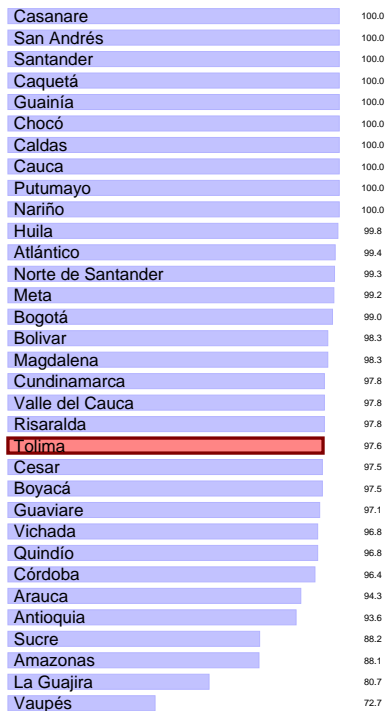 Casanare 100.0
San Andrés 100.0
Santander 100.0
Caquetá 100.0
Guainía 100.0
Chocó 100.0
Caldas 100.0
Cauca 100.0
Putumayo 100.0
Nariño 100.0
Huila 99.8
Atlántico 99.4
Norte de Santander 99.3
Meta 99.2
Bogotá 99.0
Bolivar 98.3
Magdalena 98.3
Cundinamarca 97.8
Valle del Cauca 97.8
Risaralda 97.8
Tolima 97.6
Cesar 97.5
Boyacá 97.5
Guaviare 97.1
Vichada 96.8
Quindío 96.8
Córdoba 96.4
Arauca 94.3
Antioquia 93.6
Sucre 88.2
Amazonas 88.1
La Guajira 80.7
Vaupés 72.7